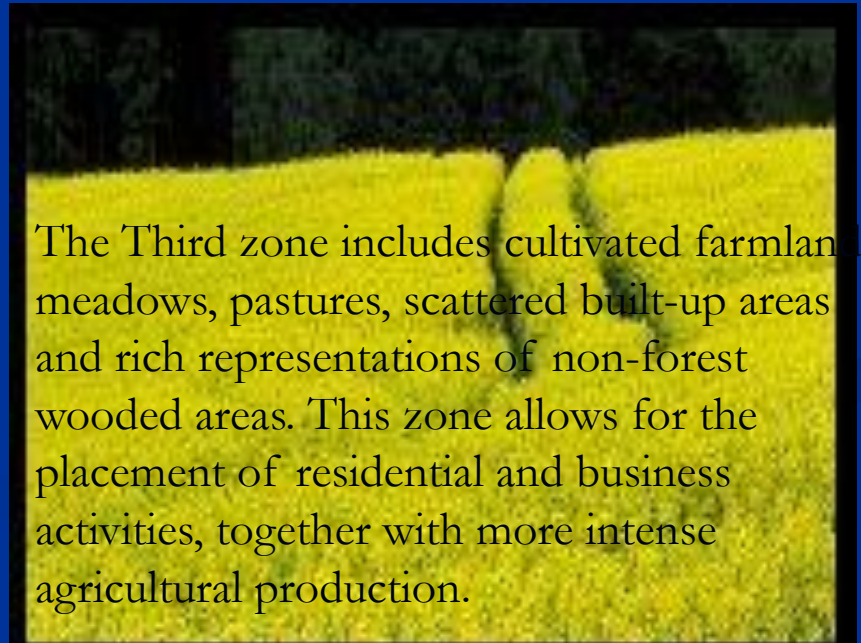 The Third zone includes cultivated farmland
meadows, pastures, scattered built-up areas
and rich representations of non-forest
wooded areas. This zone allows for the
placement of residential and business
activities, together with more intense
agricultural production.